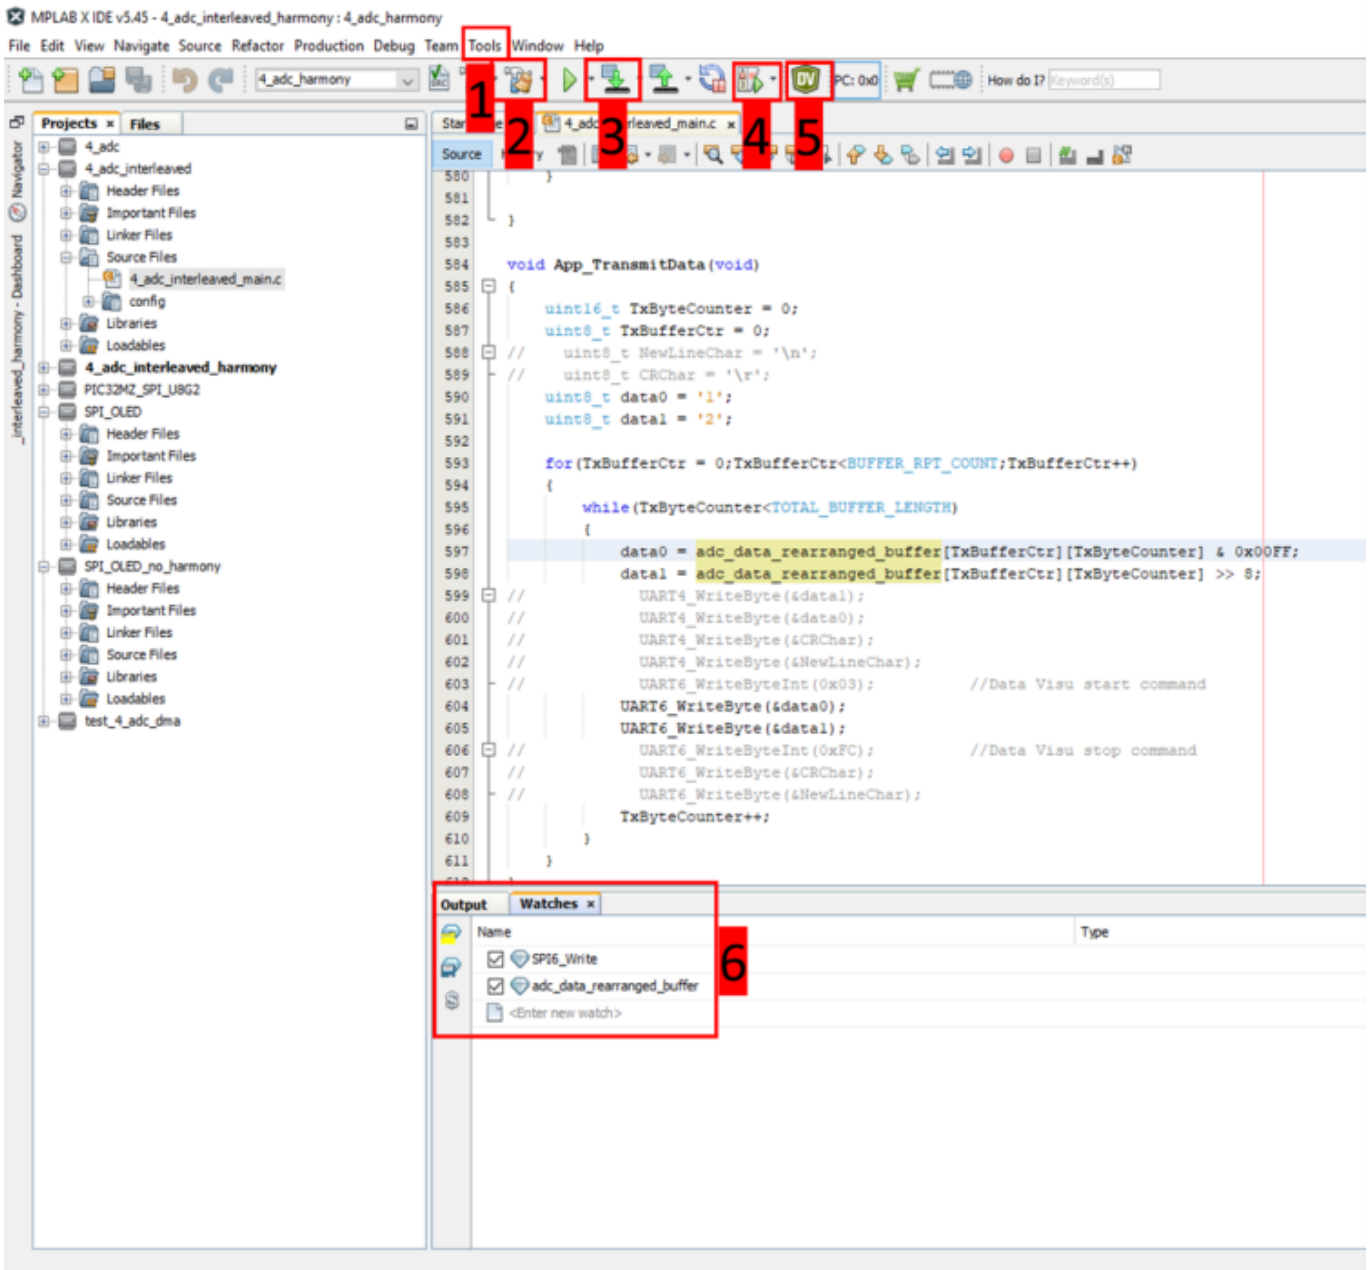 MPLAB X IDE v5.45 - 4_adc_interleaved_harmony : 4_adc_harmony
File Edit View Navigate Source Refactor Production Debug Team Tools Window Help
4_adc_harmony
PC: 0x0
How do I? Keyword(s)
1
2
3
4
5
Projects
Files
Navigator
_interleaved_harmony - Dashboard
4_adc
4_adc_interleaved
Header Files
Important Files
Linker Files
Source Files
4_adc_interleaved_main.c
config
Libraries
Loadables
4_adc_interleaved_harmony
PIC32MZ_SPI_U8G2
SPI_OLED
Header Files
Important Files
Linker Files
Source Files
Libraries
Loadables
SPI_OLED_no_harmony
Header Files
Important Files
Linker Files
Source Files
Libraries
Loadables
test_4_adc_dma
Source
580 }
581
582 }
583
584 void App_TransmitData(void)
585 {
586 uint16_t TxByteCounter = 0;
587 uint8_t TxBufferCtr = 0;
588 // uint8_t NewLineChar = '\n';
589 // uint8_t CRChar = '\r';
590 uint8_t data0 = '1';
591 uint8_t data1 = '2';
592
593 for(TxBufferCtr = 0;TxBufferCtr<BUFFER_RPT_COUNT;TxBufferCtr++)
594 {
595 while(TxByteCounter<TOTAL_BUFFER_LENGTH)
596 {
597 data0 = adc_data_rearranged_buffer[TxBufferCtr][TxByteCounter] & 0x00FF;
598 data1 = adc_data_rearranged_buffer[TxBufferCtr][TxByteCounter] >> 8;
599 // UART4_WriteByte(&data1);
600 // UART4_WriteByte(&data0);
601 // UART4_WriteByte(&CRChar);
602 // UART4_WriteByte(&NewLineChar);
603 // UART6_WriteByteInt(0x03); //Data Visu start command
604 UART6_WriteByte(&data0);
605 UART6_WriteByte(&data1);
606 // UART6_WriteByteInt(0xFC); //Data Visu stop command
607 // UART6_WriteByte(&CRChar);
608 // UART6_WriteByte(&NewLineChar);
609 TxByteCounter++;
610 }
611 }
Output
Watches
Name
Type
SPI6_Write
adc_data_rearranged_buffer
<Enter new watch>
6